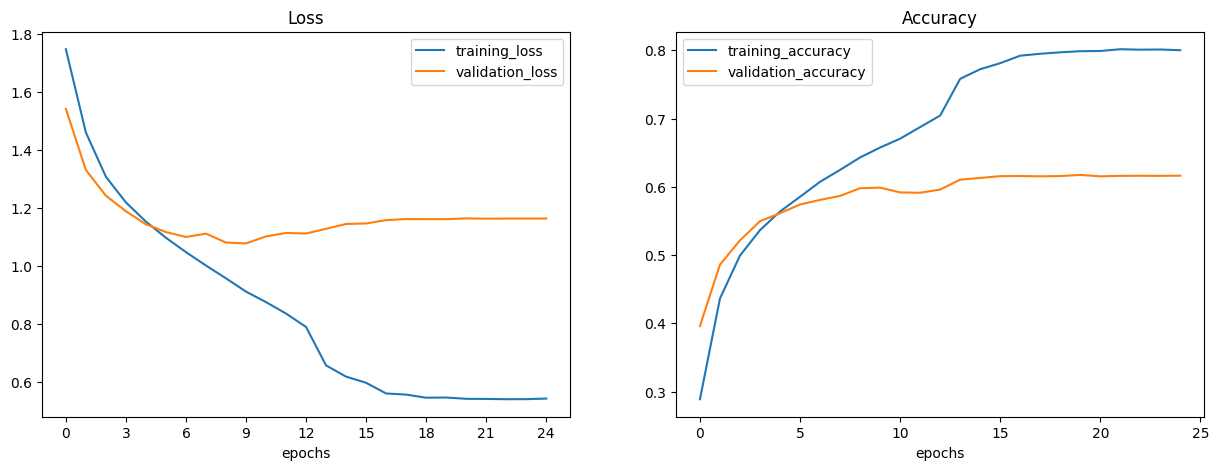 Loss
training_loss
validation_loss
1.8
1.6
1.4
1.2
1.0
0.8
0.6
0 3 6 9 12 15 18 21 24
epochs
Accuracy
training_accuracy
validation_accuracy
0.8
0.7
0.6
0.5
0.4
0.3
0 5 10 15 20 25
epochs